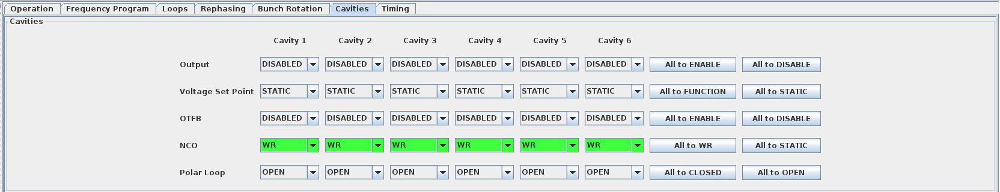 Operation Frequency Program Loops Rephasing Bunch Rotation Cavities Timing
Cavities
Cavity 1 Cavity 2 Cavity 3 Cavity 4 Cavity 5 Cavity 6
Output DISABLED DISABLED DISABLED DISABLED DISABLED DISABLED All to ENABLE All to DISABLE
Voltage Set Point STATIC STATIC STATIC STATIC STATIC STATIC All to FUNCTION All to STATIC
OTFB DISABLED DISABLED DISABLED DISABLED DISABLED DISABLED All to ENABLE All to DISABLE
NCO WR WR WR WR WR WR All to WR All to STATIC
Polar Loop OPEN OPEN OPEN OPEN OPEN OPEN All to CLOSED All to OPEN